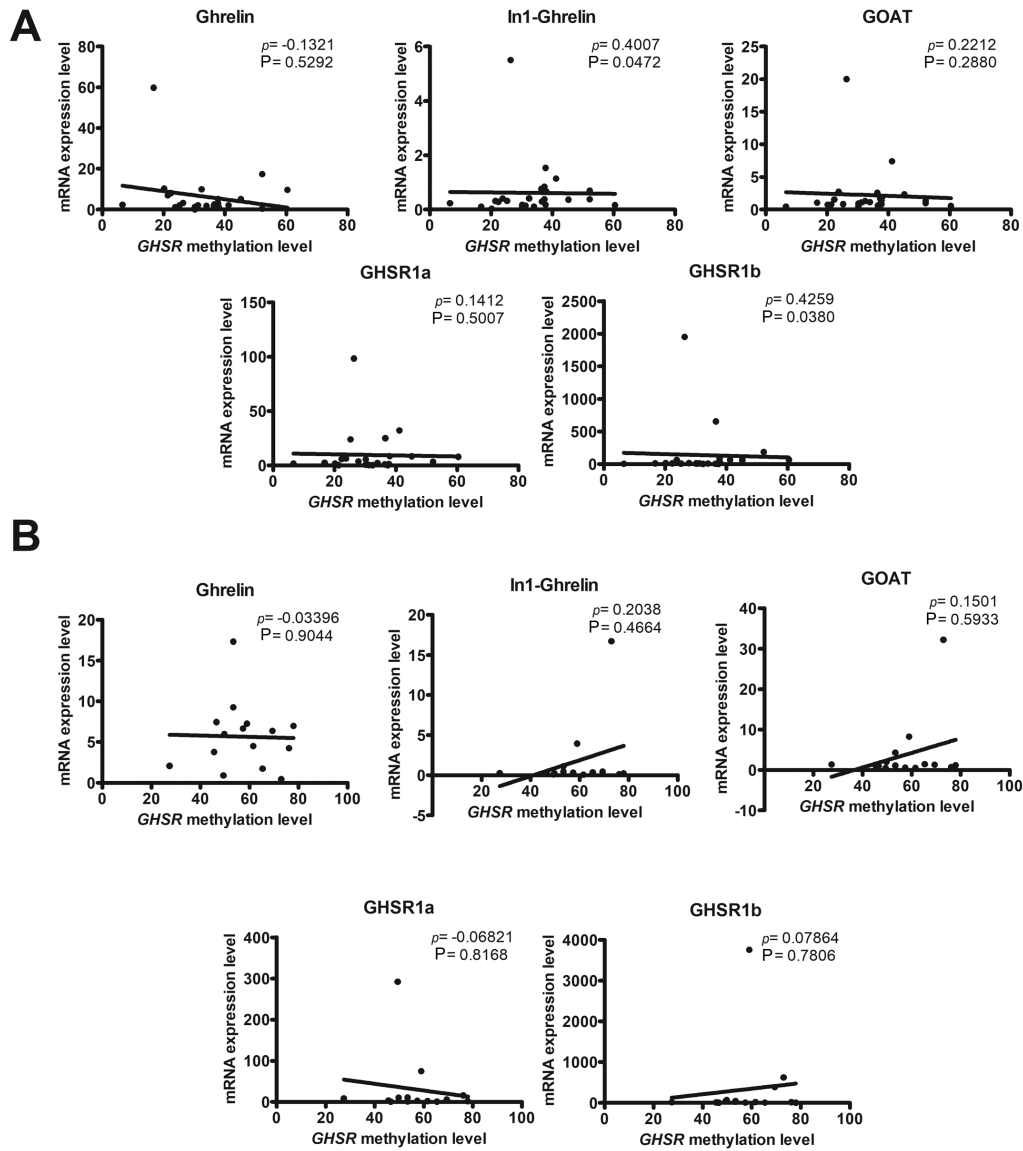 A
Ghrelin
p= -0.1321
P= 0.5292
mRNA expression level
80
60
40
20
0
0 20 40 60 80
GHSR methylation level
In1-Ghrelin
p= 0.4007
P= 0.0472
mRNA expression level
6
4
2
0
0 20 40 60 80
GHSR methylation level
GOAT
p= 0.2212
P= 0.2880
mRNA expression level
25
20
15
10
5
0
0 20 40 60 80
GHSR methylation level
GHSR1a
p= 0.1412
P= 0.5007
mRNA expression level
150
100
50
0
0 20 40 60 80
GHSR methylation level
GHSR1b
p= 0.4259
P= 0.0380
mRNA expression level
2500
2000
1500
1000
500
0
0 20 40 60 80
GHSR methylation level
B
Ghrelin
p= -0.03396
P= 0.9044
mRNA expression level
20
15
10
5
0
0 20 40 60 80 100
GHSR methylation level
In1-Ghrelin
p= 0.2038
P= 0.4664
mRNA expression level
20
15
10
5
0
-5
20 40 60 80 100
GHSR methylation level
GOAT
p= 0.1501
P= 0.5933
mRNA expression level
40
30
20
10
0
-10
20 40 60 80 100
GHSR methylation level
GHSR1a
p= -0.06821
P= 0.8168
mRNA expression level
400
300
200
100
0
0 20 40 60 80 100
GHSR methylation level
GHSR1b
p= 0.07864
P= 0.7806
mRNA expression level
4000
3000
2000
1000
0
0 20 40 60 80 100
GHSR methylation level